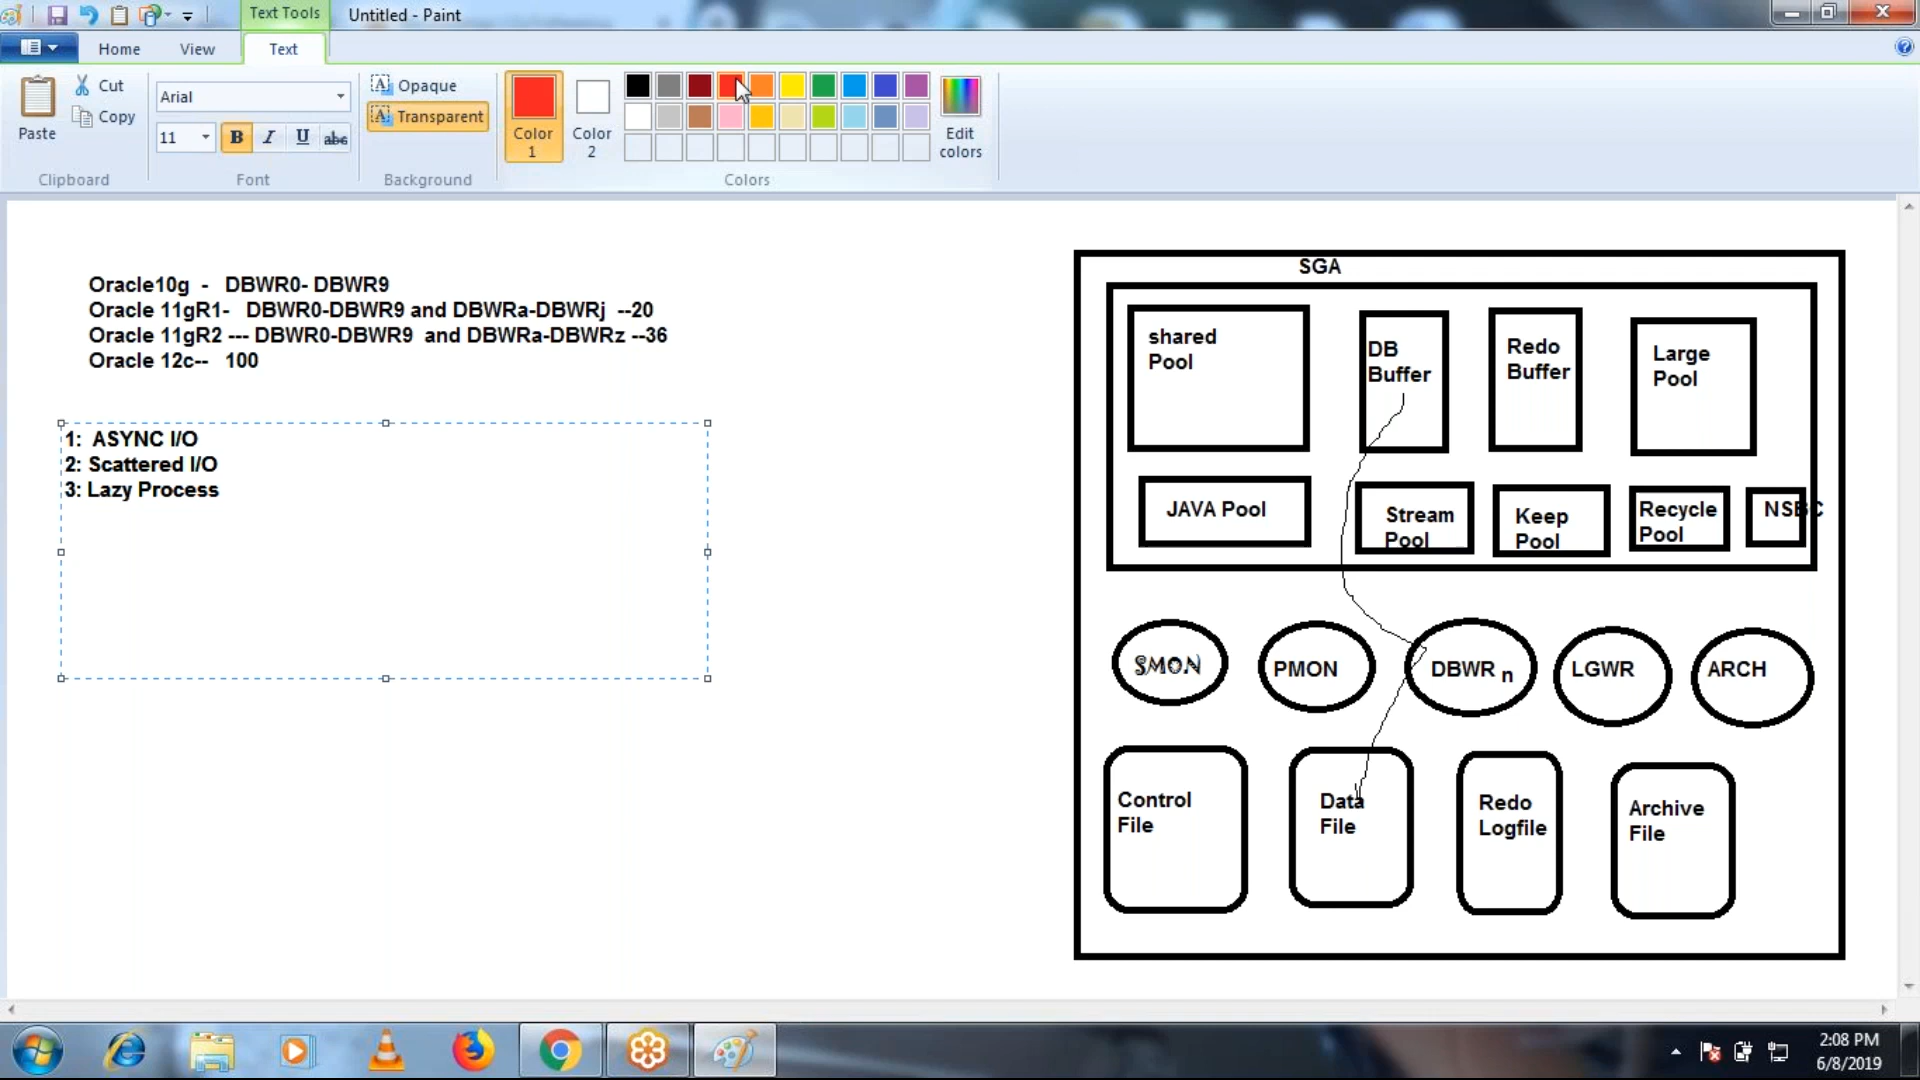 Text Tools
Untitled - Paint
Home
View
Text
Paste
Cut
Copy
Clipboard
Arial
11
B
I
U
abc
Font
Opaque
Transparent
Background
Color
1
Color
2
Edit
colors
Colors
Oracle10g - DBWR0- DBWR9
Oracle 11gR1- DBWR0-DBWR9 and DBWRa-DBWRj --20
Oracle 11gR2 --- DBWR0-DBWR9 and DBWRa-DBWRz --36
Oracle 12c-- 100
1: ASYNC I/O
2: Scattered I/O
3: Lazy Process
SGA
shared
Pool
DB
Buffer
Redo
Buffer
Large
Pool
JAVA Pool
Stream
Pool
Keep
Pool
Recycle
Pool
NSBC
SMON
PMON
DBWR n
LGWR
ARCH
Control
File
Data
File
Redo
Logfile
Archive
File
2:08 PM
6/8/2019